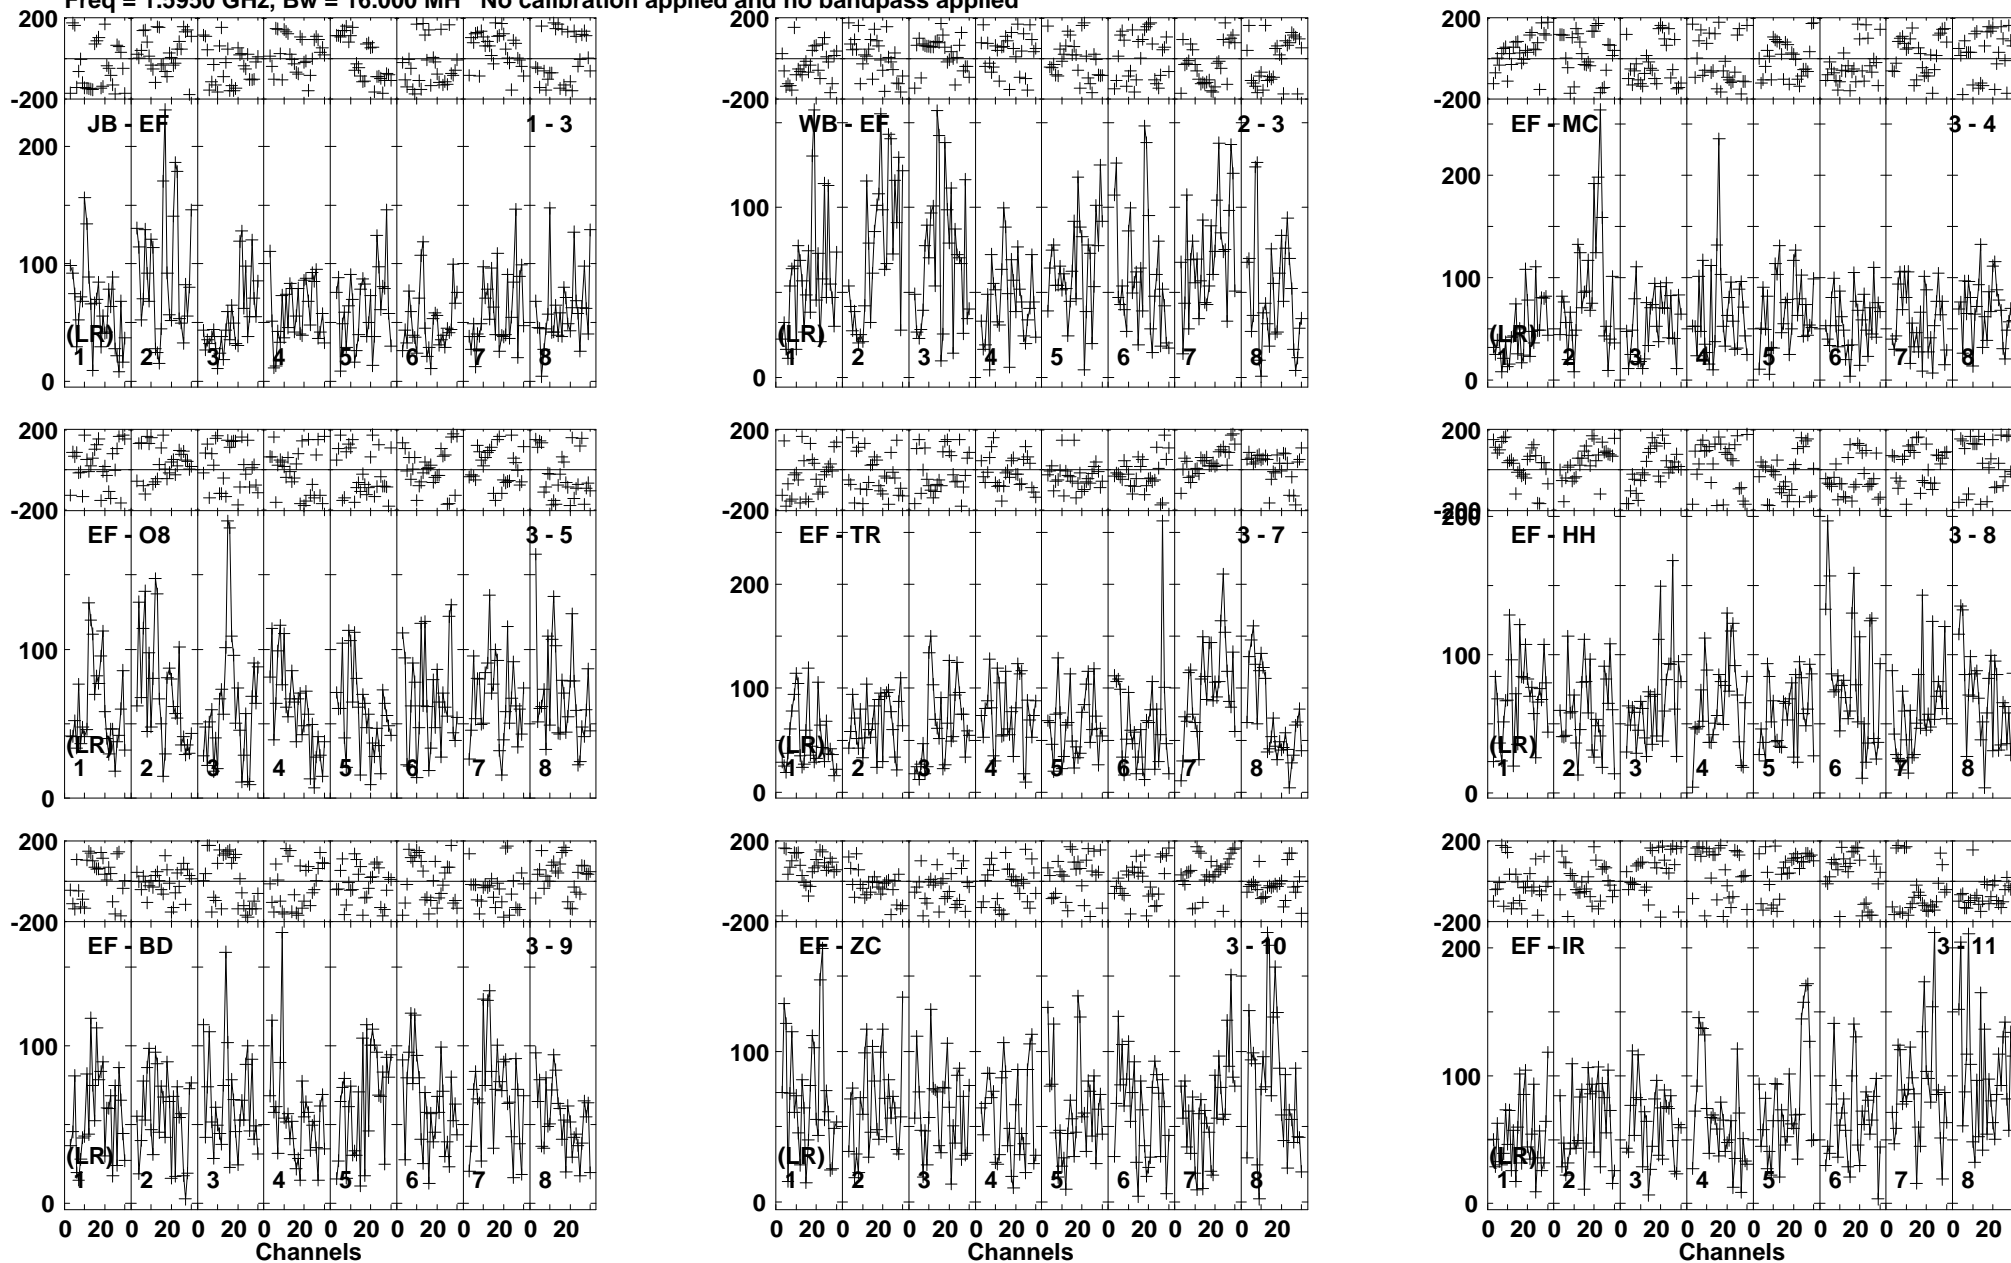 Freq = 1.5950 GHz, Bw = 16.000 MH No calibration applied and no bandpass applied
200 200 200
-200 -200 -200
JB - EF 1 - 3 WB - EF 2 - 3 EF - MC 3 - 4
200 200
100 100 100
(LR) (LR) (LR)
1 2 3 4 5 6 7 8 1 2 3 4 5 6 7 8 1 2 3 4 5 6 7 8
0 0 0
200 200 200
-200 -200 -200
200
EF - O8 3 - 5 EF - TR 3 - 7 EF - HH 3 - 8
200
100 100 100
(LR) (LR) (LR)
1 2 3 4 5 6 7 8 1 2 3 4 5 6 7 8 1 2 3 4 5 6 7 8
0 0 0
200 200 200
-200 -200 -200
EF - BD 3 - 9 EF - ZC 3 - 10 EF - IR 3 - 11
200
100 100 100
(LR) (LR) (LR)
1 2 3 4 5 6 7 8 1 2 3 4 5 6 7 8 1 2 3 4 5 6 7 8
0 0 0
0 20 0 20 0 20 0 20 0 20 0 20 0 20 0 20 0 20 0 20 0 20 0 20 0 20 0 20 0 20 0 20 0 20 0 20 0 20 0 20 0 20 0 20 0 20 0 20
Channels Channels Channels